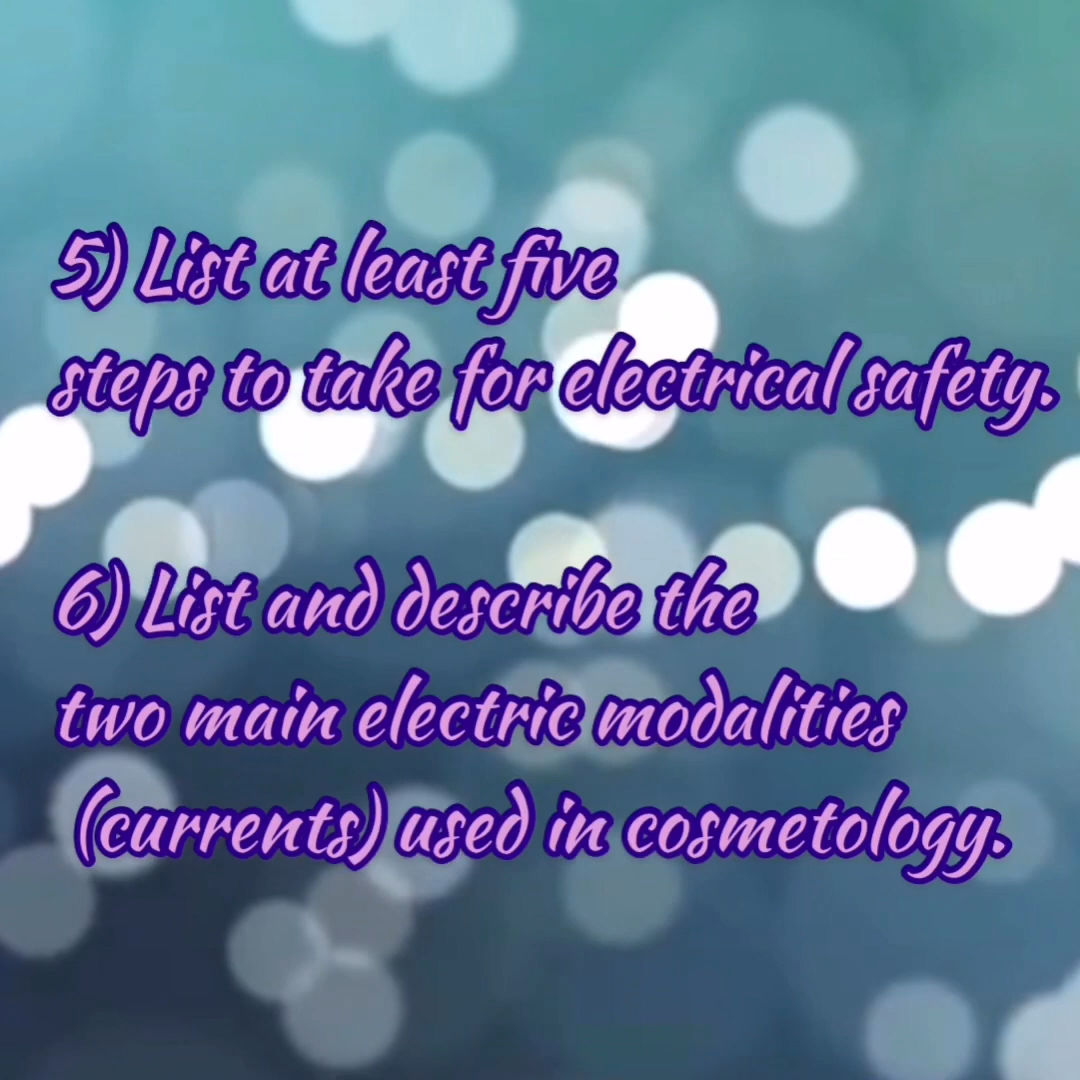 5) List at least five
steps to take for electrical safety.
6) List and describe the
two main electric modalities
(currents) used in cosmetology.